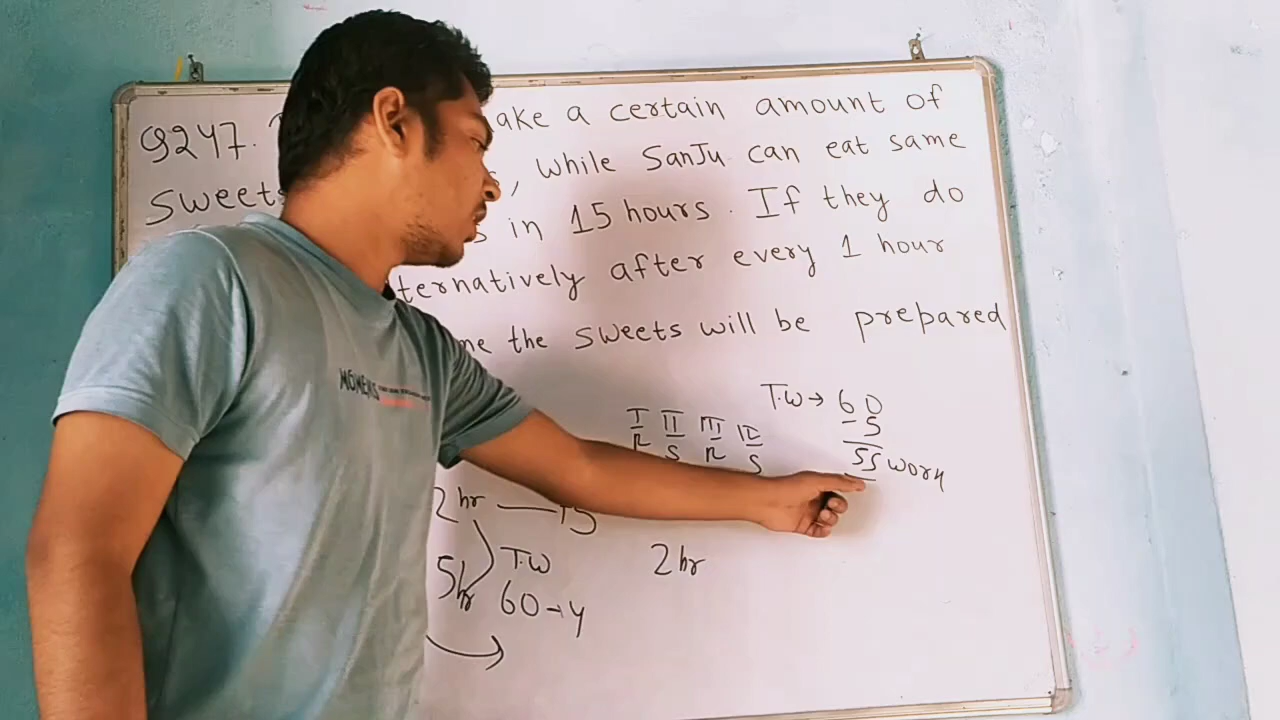 Q247. ake a certain amount of
sweets , while SanJu can eat same
in 15 hours. If they do
ternatively after every 1 hour
me the sweets will be prepared
T.W → 60
- 5
55 work
I II III IV
R S R S
2 hr — 15
5 hr T.W
60 → 4
2 hr